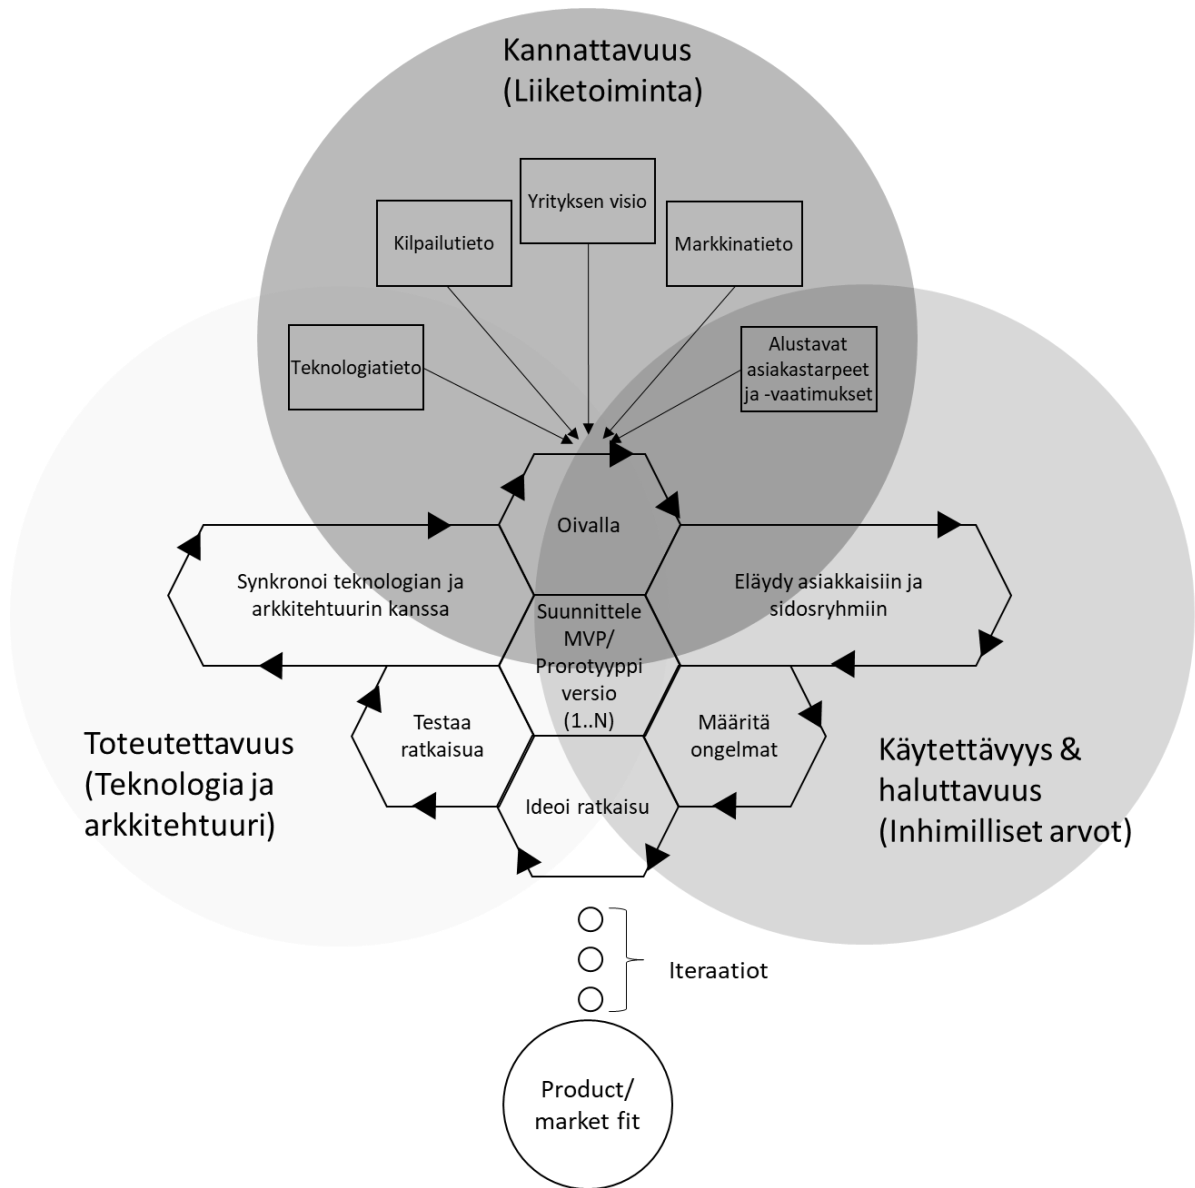 Kannattavuus
(Liiketoiminta)
Yrityksen visio
Kilpailutieto
Markkinatieto
Teknologiatieto
Alustavat
asiakastarpeet
ja -vaatimukset
Oivalla
Synkronoi teknologian ja
arkkitehtuurin kanssa
Eläydy asiakkaisiin ja
sidosryhmiin
Suunnittele
MVP/
Prorotyyppi
versio
(1..N)
Testaa
ratkaisua
Määritä
ongelmat
Ideoi ratkaisu
Toteutettavuus
(Teknologia ja
arkkitehtuuri)
Käytettävyys &
haluttavuus
(Inhimilliset arvot)
Iteraatiot
Product/
market fit